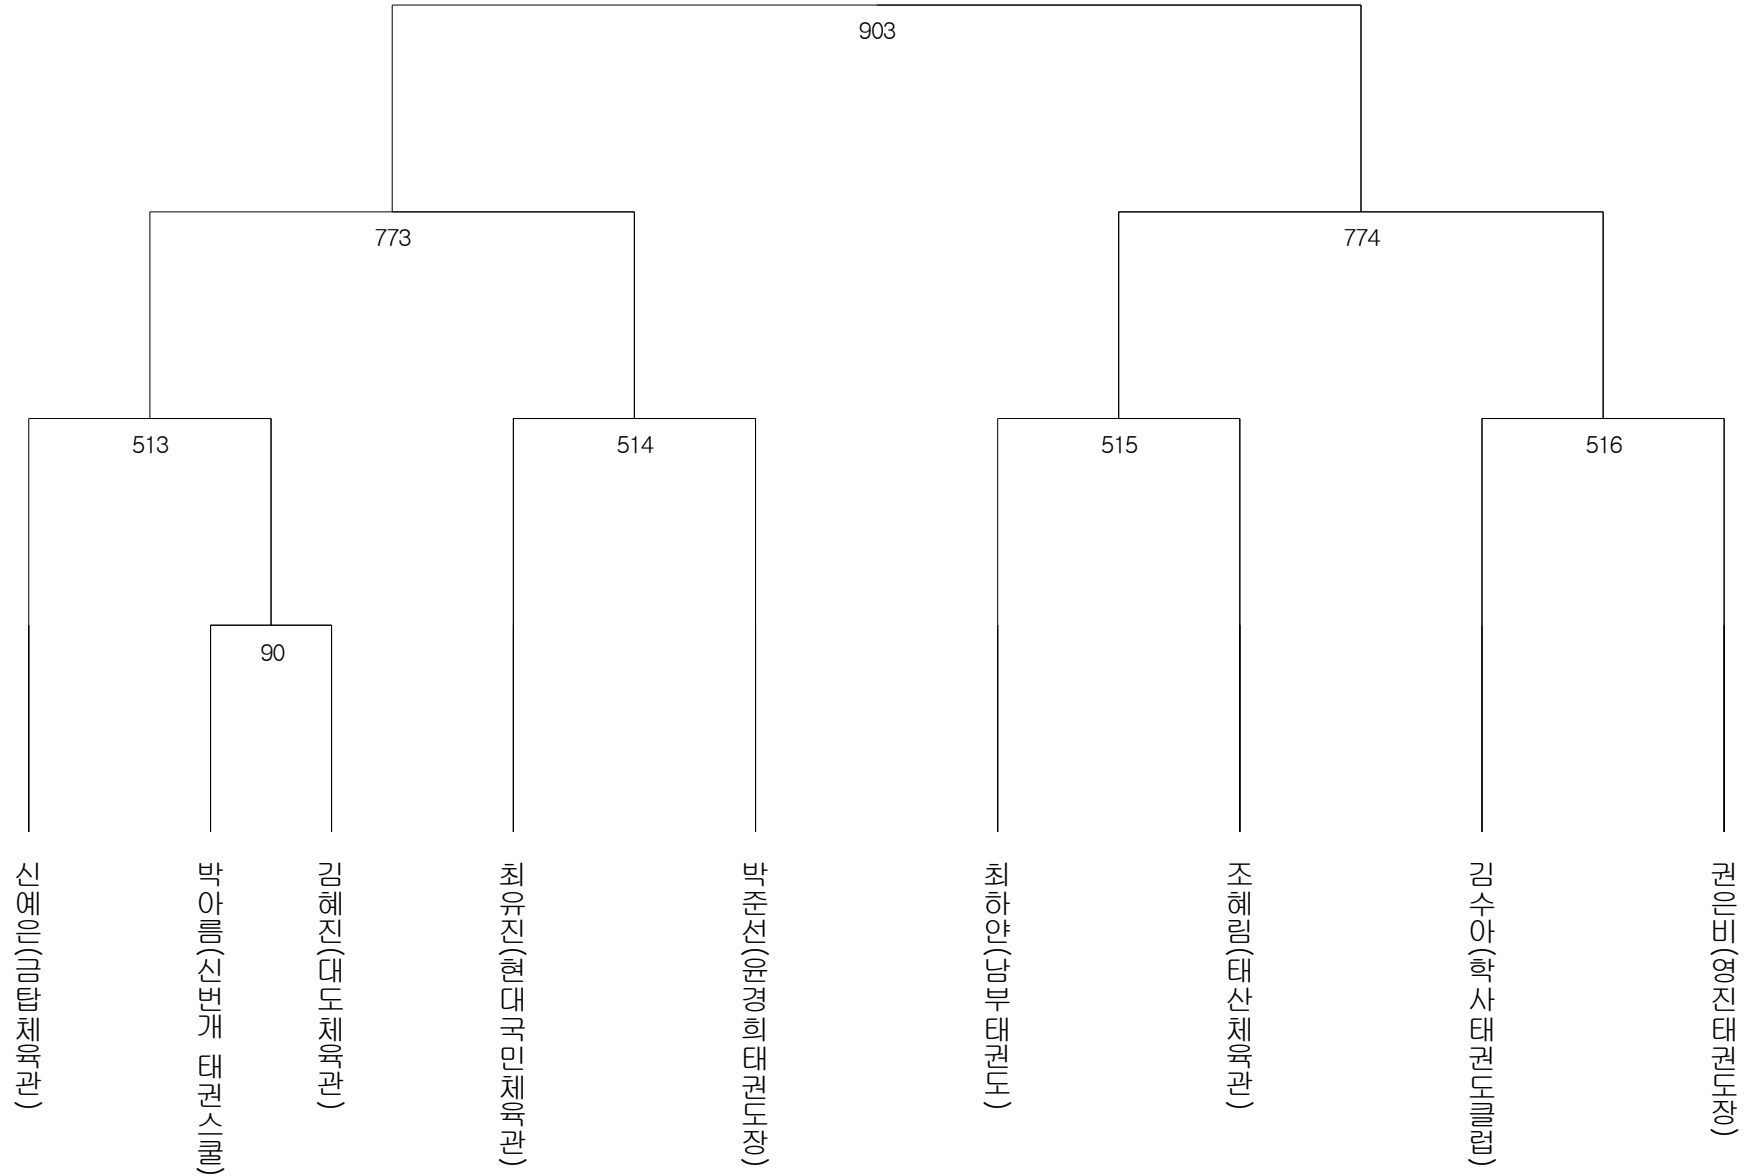 903
773
774
513
514
515
516
90
신예은(금탑체육관)
박아름(신번개 태권스쿨)
김혜진(대도체육관)
최유진(현대국민체육관)
박준선(윤경희태권도장)
최하얀(남부태권도)
조혜림(태산체육관)
김수아(학사태권도클럽)
권은비(영진태권도장)